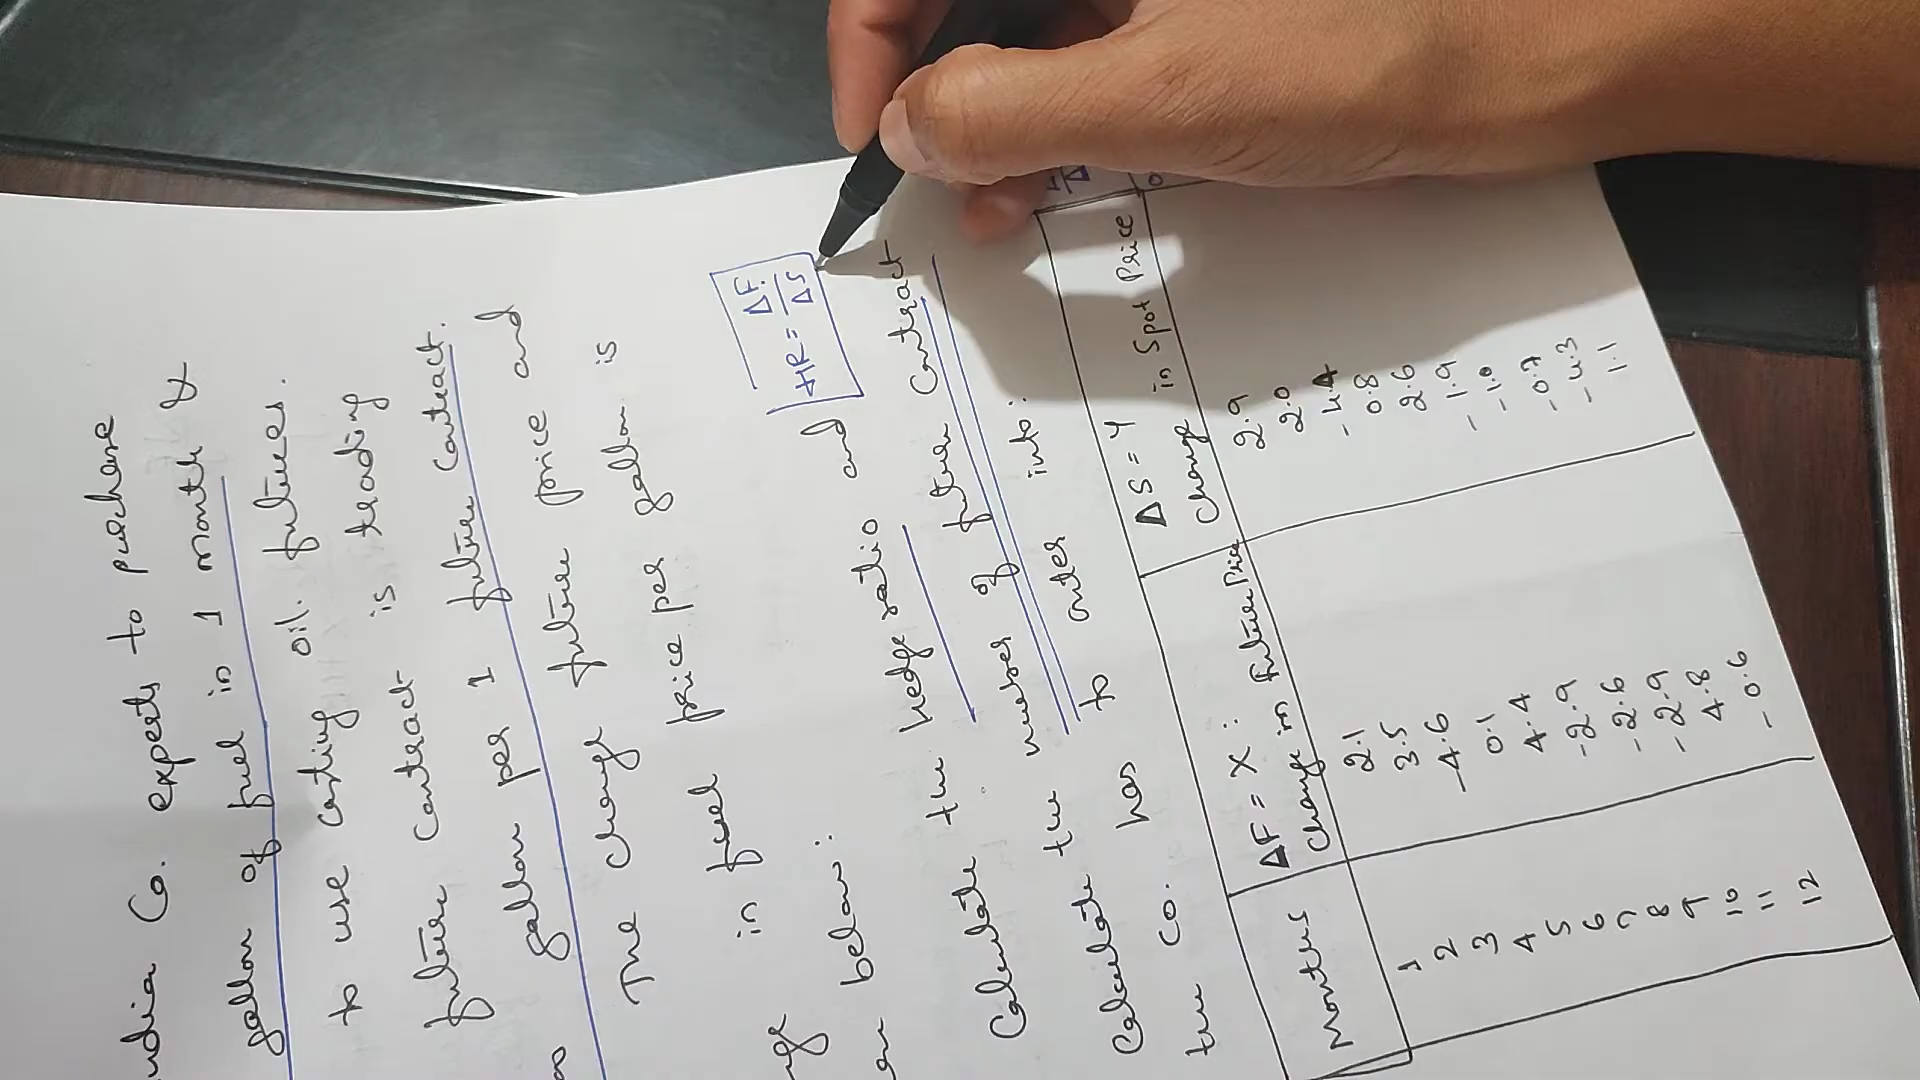 India Co. expects to purchase
gallon of fuel in 1 month &
to use casting oil. futures.
future contract is trading
gallon per 1 future contract.
The change future price and
in fuel price per gallon is
below:
HR = ΔF/ΔS
Calculate the hedge ratio and
Calculate the number of future contract
the Co. has to enter into:
Months ΔF = X: Change in future Price ΔS = Y Change in Spot Price
1 2.1 2.9
2 3.5 2.0
3 -4.6 -4.4
4 0.1 0.8
5 4.4 2.6
6 -2.9 -1.9
7 -2.6 -1.0
8 -2.9 -0.7
9 4.8 -4.3
10 -0.6 1.1
11
12